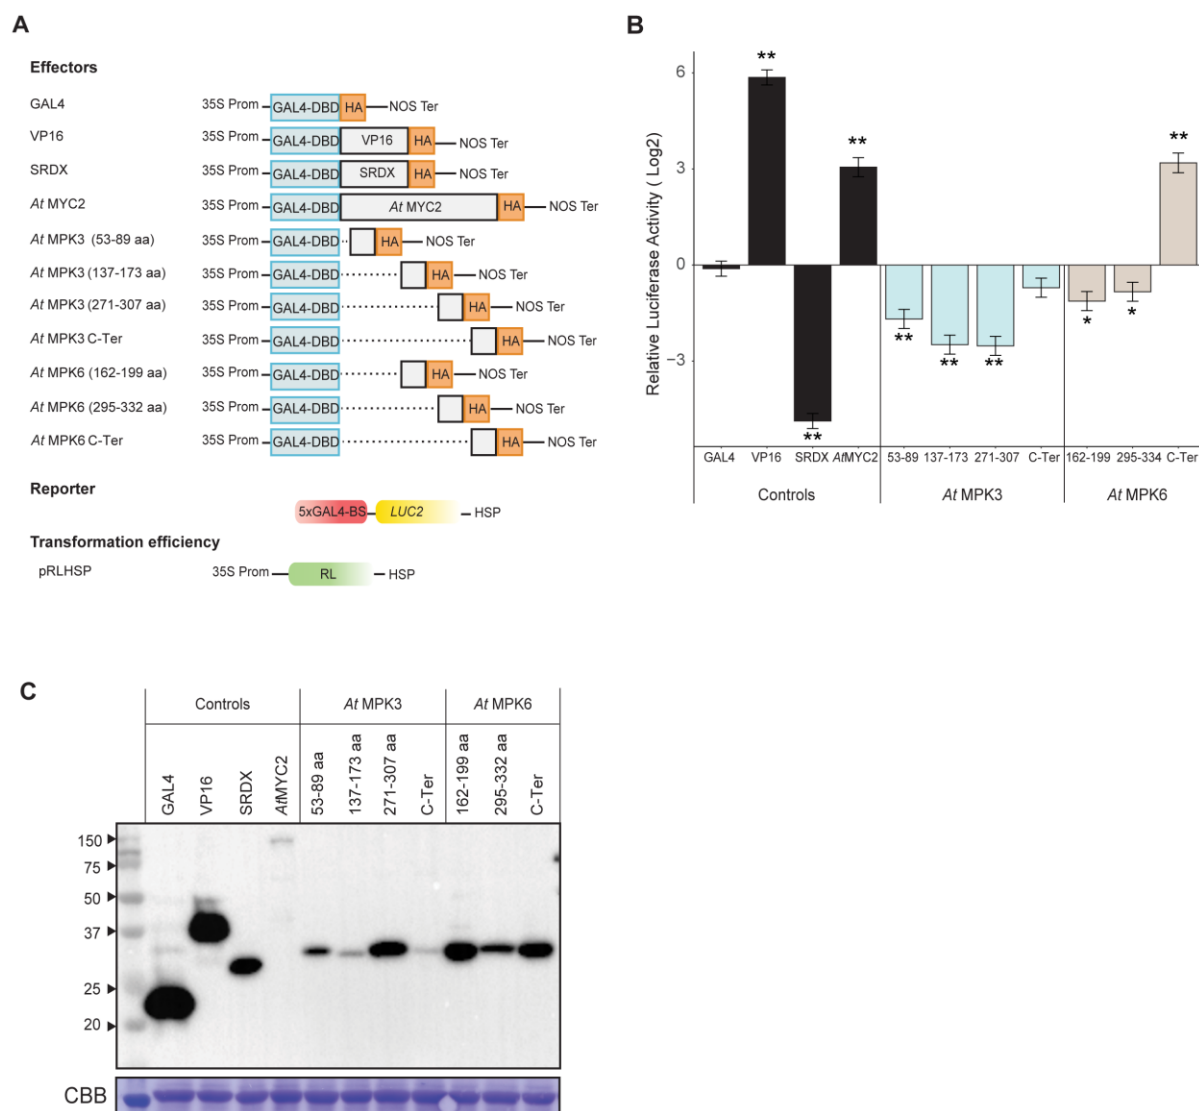 A
Effectors
GAL4 35S Prom GAL4-DBD HA NOS Ter
VP16 35S Prom GAL4-DBD VP16 HA NOS Ter
SRDX 35S Prom GAL4-DBD SRDX HA NOS Ter
At MYC2 35S Prom GAL4-DBD At MYC2 HA NOS Ter
At MPK3 (53-89 aa) 35S Prom GAL4-DBD HA NOS Ter
At MPK3 (137-173 aa) 35S Prom GAL4-DBD HA NOS Ter
At MPK3 (271-307 aa) 35S Prom GAL4-DBD HA NOS Ter
At MPK3 C-Ter 35S Prom GAL4-DBD HA NOS Ter
At MPK6 (162-199 aa) 35S Prom GAL4-DBD HA NOS Ter
At MPK6 (295-332 aa) 35S Prom GAL4-DBD HA NOS Ter
At MPK6 C-Ter 35S Prom GAL4-DBD HA NOS Ter
Reporter
5xGAL4-BS LUC2 HSP
Transformation efficiency
pRLHSP 35S Prom RL HSP
B
Relative Luciferase Activity ( Log2)
6
3
0
−3
** ** ** ** ** ** ** * * **
GAL4 VP16 SRDX AtMYC2 53-89 137-173 271-307 C-Ter 162-199 295-334 C-Ter
Controls At MPK3 At MPK6
C
Controls At MPK3 At MPK6
GAL4
VP16
SRDX
AtMYC2
53-89 aa
137-173 aa
271-307 aa
C-Ter
162-199 aa
295-332 aa
C-Ter
150
75
50
37
25
20
CBB